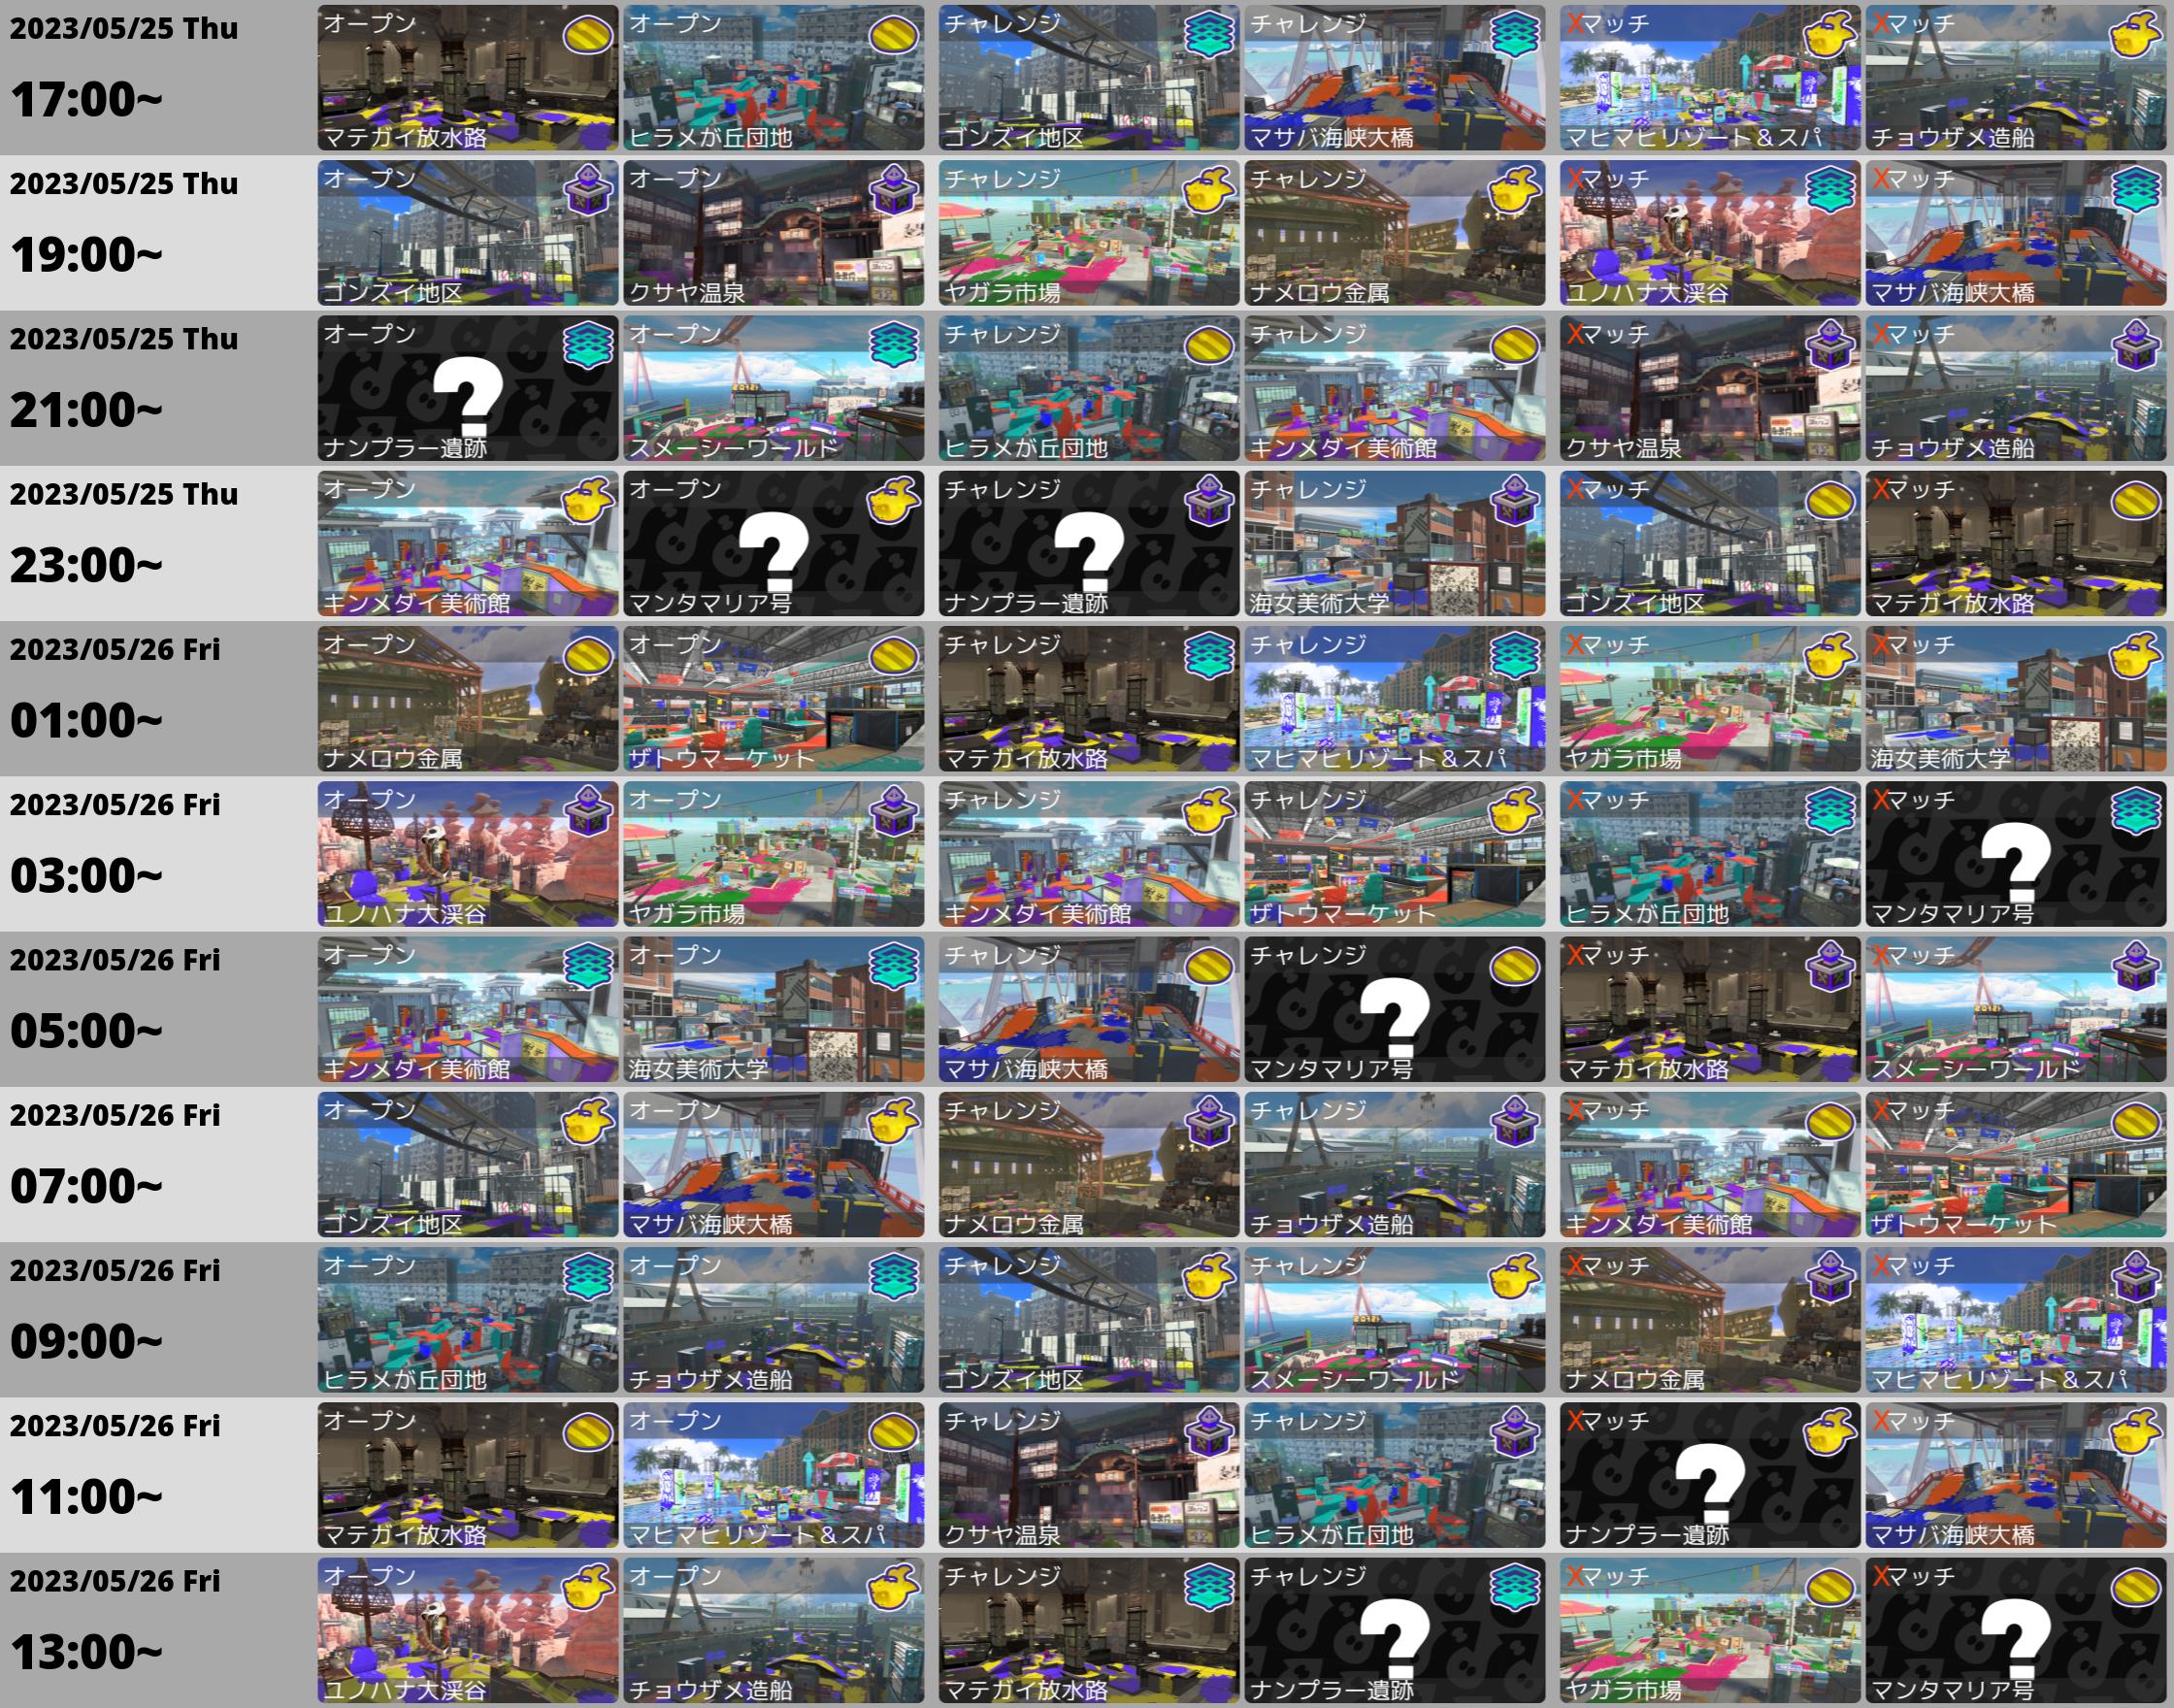 2023/05/25 Thu
17:00~
オープン
マテガイ放水路
オープン
ヒラメが丘団地
チャレンジ
ゴンズイ地区
チャレンジ
マサバ海峡大橋
Xマッチ
マヒマヒリゾート＆スパ
Xマッチ
チョウザメ造船
2023/05/25 Thu
19:00~
オープン
ゴンズイ地区
オープン
クサヤ温泉
チャレンジ
ヤガラ市場
チャレンジ
ナメロウ金属
Xマッチ
ユノハナ大渓谷
Xマッチ
マサバ海峡大橋
2023/05/25 Thu
21:00~
オープン
ナンプラー遺跡
オープン
スメーシーワールド
チャレンジ
ヒラメが丘団地
チャレンジ
キンメダイ美術館
Xマッチ
クサヤ温泉
Xマッチ
チョウザメ造船
2023/05/25 Thu
23:00~
オープン
キンメダイ美術館
オープン
マンタマリア号
チャレンジ
ナンプラー遺跡
チャレンジ
海女美術大学
Xマッチ
ゴンズイ地区
Xマッチ
マテガイ放水路
2023/05/26 Fri
01:00~
オープン
ナメロウ金属
オープン
ザトウマーケット
チャレンジ
マテガイ放水路
チャレンジ
マヒマヒリゾート＆スパ
Xマッチ
ヤガラ市場
Xマッチ
海女美術大学
2023/05/26 Fri
03:00~
オープン
ユノハナ大渓谷
オープン
ヤガラ市場
チャレンジ
キンメダイ美術館
チャレンジ
ザトウマーケット
Xマッチ
ヒラメが丘団地
Xマッチ
マンタマリア号
2023/05/26 Fri
05:00~
オープン
キンメダイ美術館
オープン
海女美術大学
チャレンジ
マサバ海峡大橋
チャレンジ
マンタマリア号
Xマッチ
マテガイ放水路
Xマッチ
スメーシーワールド
2023/05/26 Fri
07:00~
オープン
ゴンズイ地区
オープン
マサバ海峡大橋
チャレンジ
ナメロウ金属
チャレンジ
チョウザメ造船
Xマッチ
キンメダイ美術館
Xマッチ
ザトウマーケット
2023/05/26 Fri
09:00~
オープン
ヒラメが丘団地
オープン
チョウザメ造船
チャレンジ
ゴンズイ地区
チャレンジ
スメーシーワールド
Xマッチ
ナメロウ金属
Xマッチ
マヒマヒリゾート＆スパ
2023/05/26 Fri
11:00~
オープン
マテガイ放水路
オープン
マヒマヒリゾート＆スパ
チャレンジ
クサヤ温泉
チャレンジ
ヒラメが丘団地
Xマッチ
ナンプラー遺跡
Xマッチ
マサバ海峡大橋
2023/05/26 Fri
13:00~
オープン
ユノハナ大渓谷
オープン
チョウザメ造船
チャレンジ
マテガイ放水路
チャレンジ
ナンプラー遺跡
Xマッチ
ヤガラ市場
Xマッチ
マンタマリア号